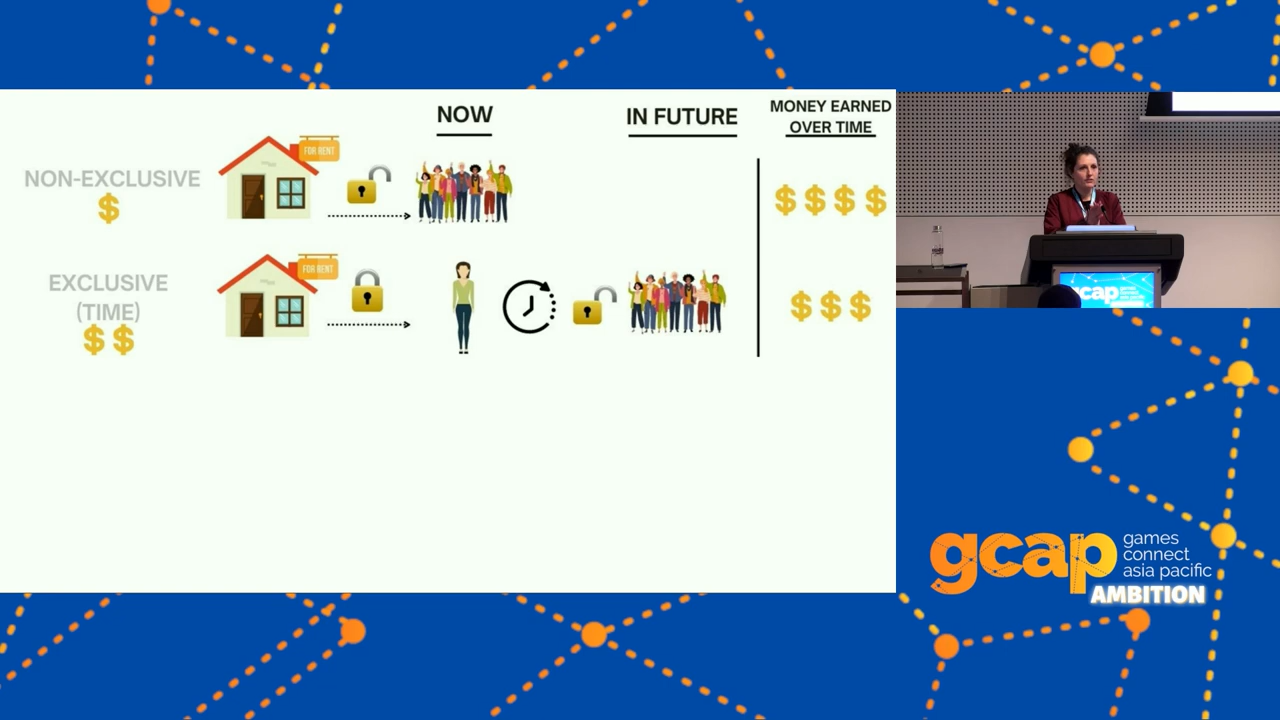 NOW
IN FUTURE
MONEY EARNED
OVER TIME
NON-EXCLUSIVE
$
FOR RENT
$ $ $ $
EXCLUSIVE
(TIME)
$ $
FOR RENT
$ $ $
gcap
gcap
games
connect
asia pacific
AMBITION